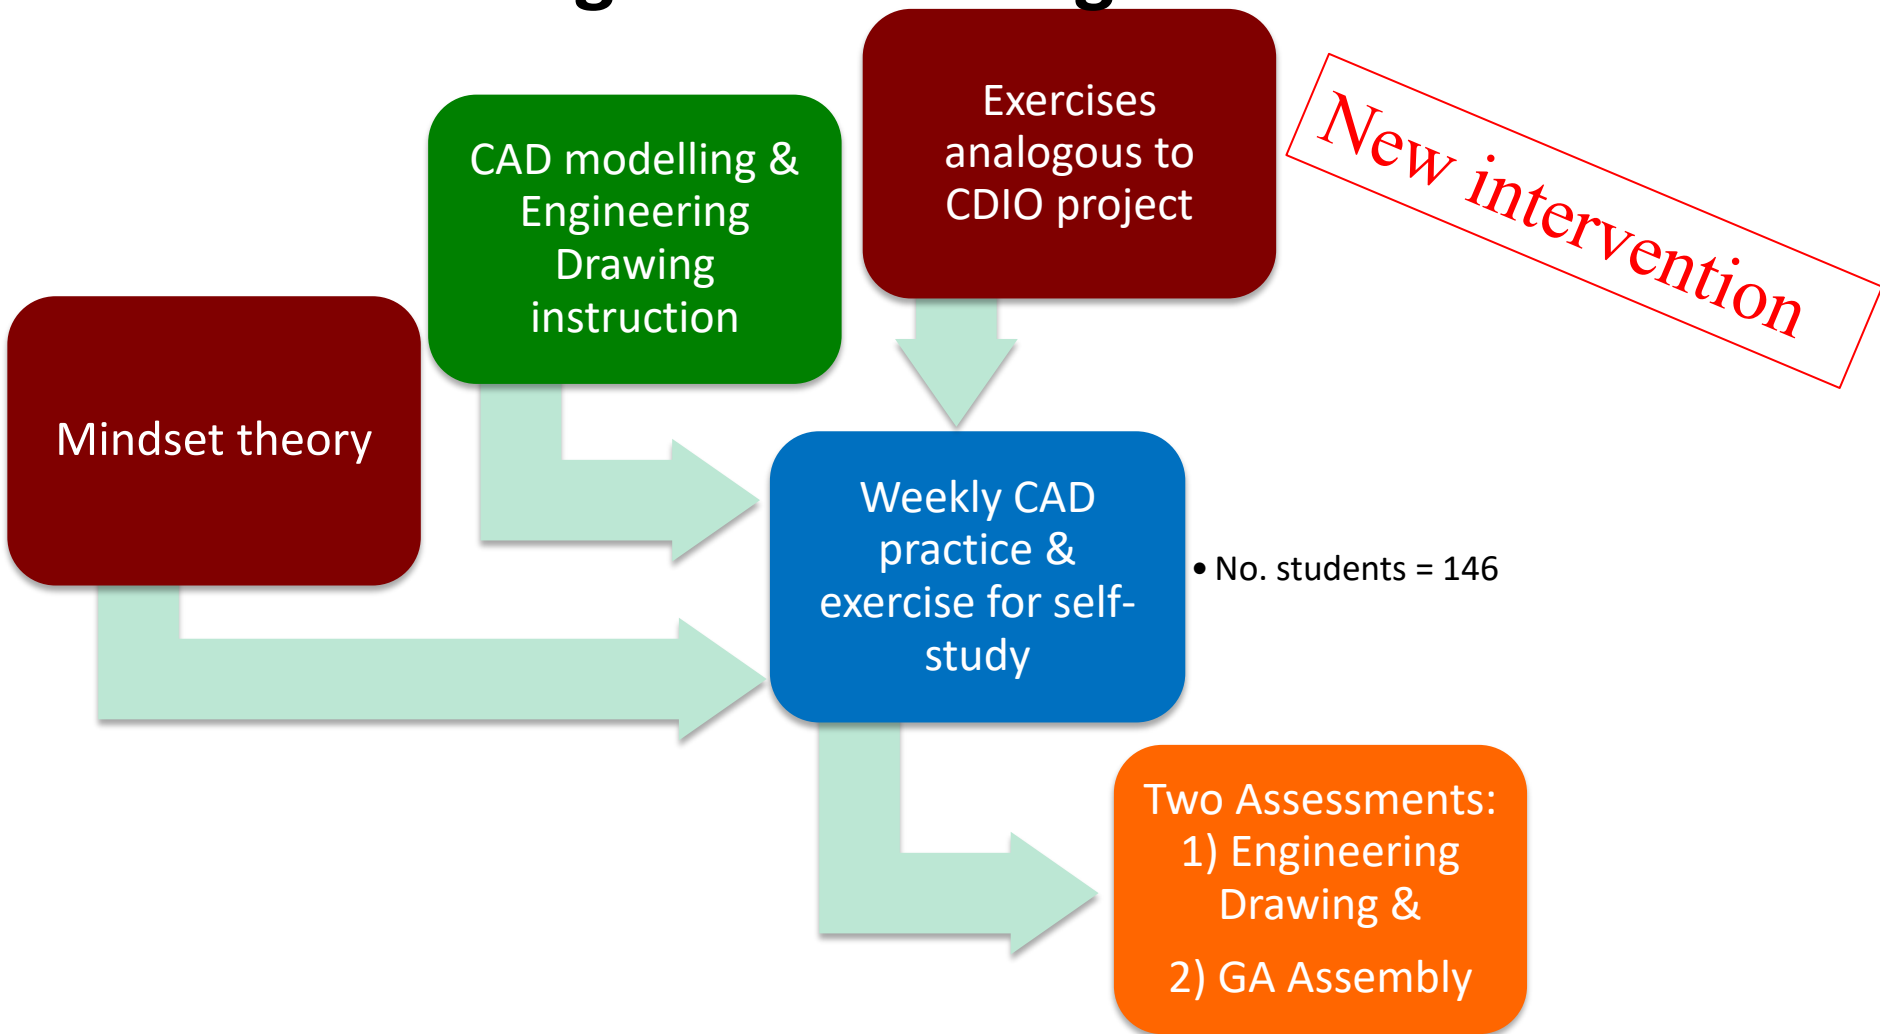 Exercises
analogous to
CDIO project
New intervention
CAD modelling &
Engineering
Drawing
instruction
Mindset theory
Weekly CAD
practice &
exercise for self-
study
• No. students = 146
Two Assessments:
1) Engineering
Drawing &
2) GA Assembly